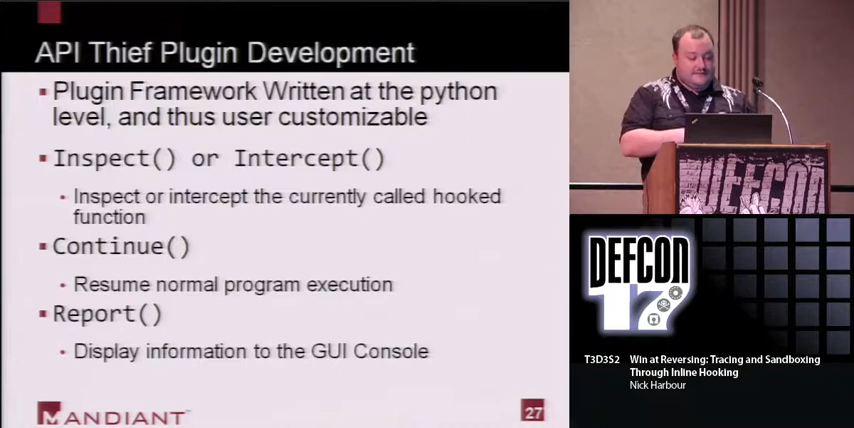 API Thief Plugin Development
▪ Plugin Framework Written at the python
level, and thus user customizable
▪ Inspect() or Intercept()
• Inspect or intercept the currently called hooked
function
▪ Continue()
• Resume normal program execution
▪ Report()
• Display information to the GUI Console
MANDIANT
27
DEFCON
DEFCON
17
T3D3S2 Win at Reversing: Tracing and Sandboxing
Through Inline Hooking
Nick Harbour